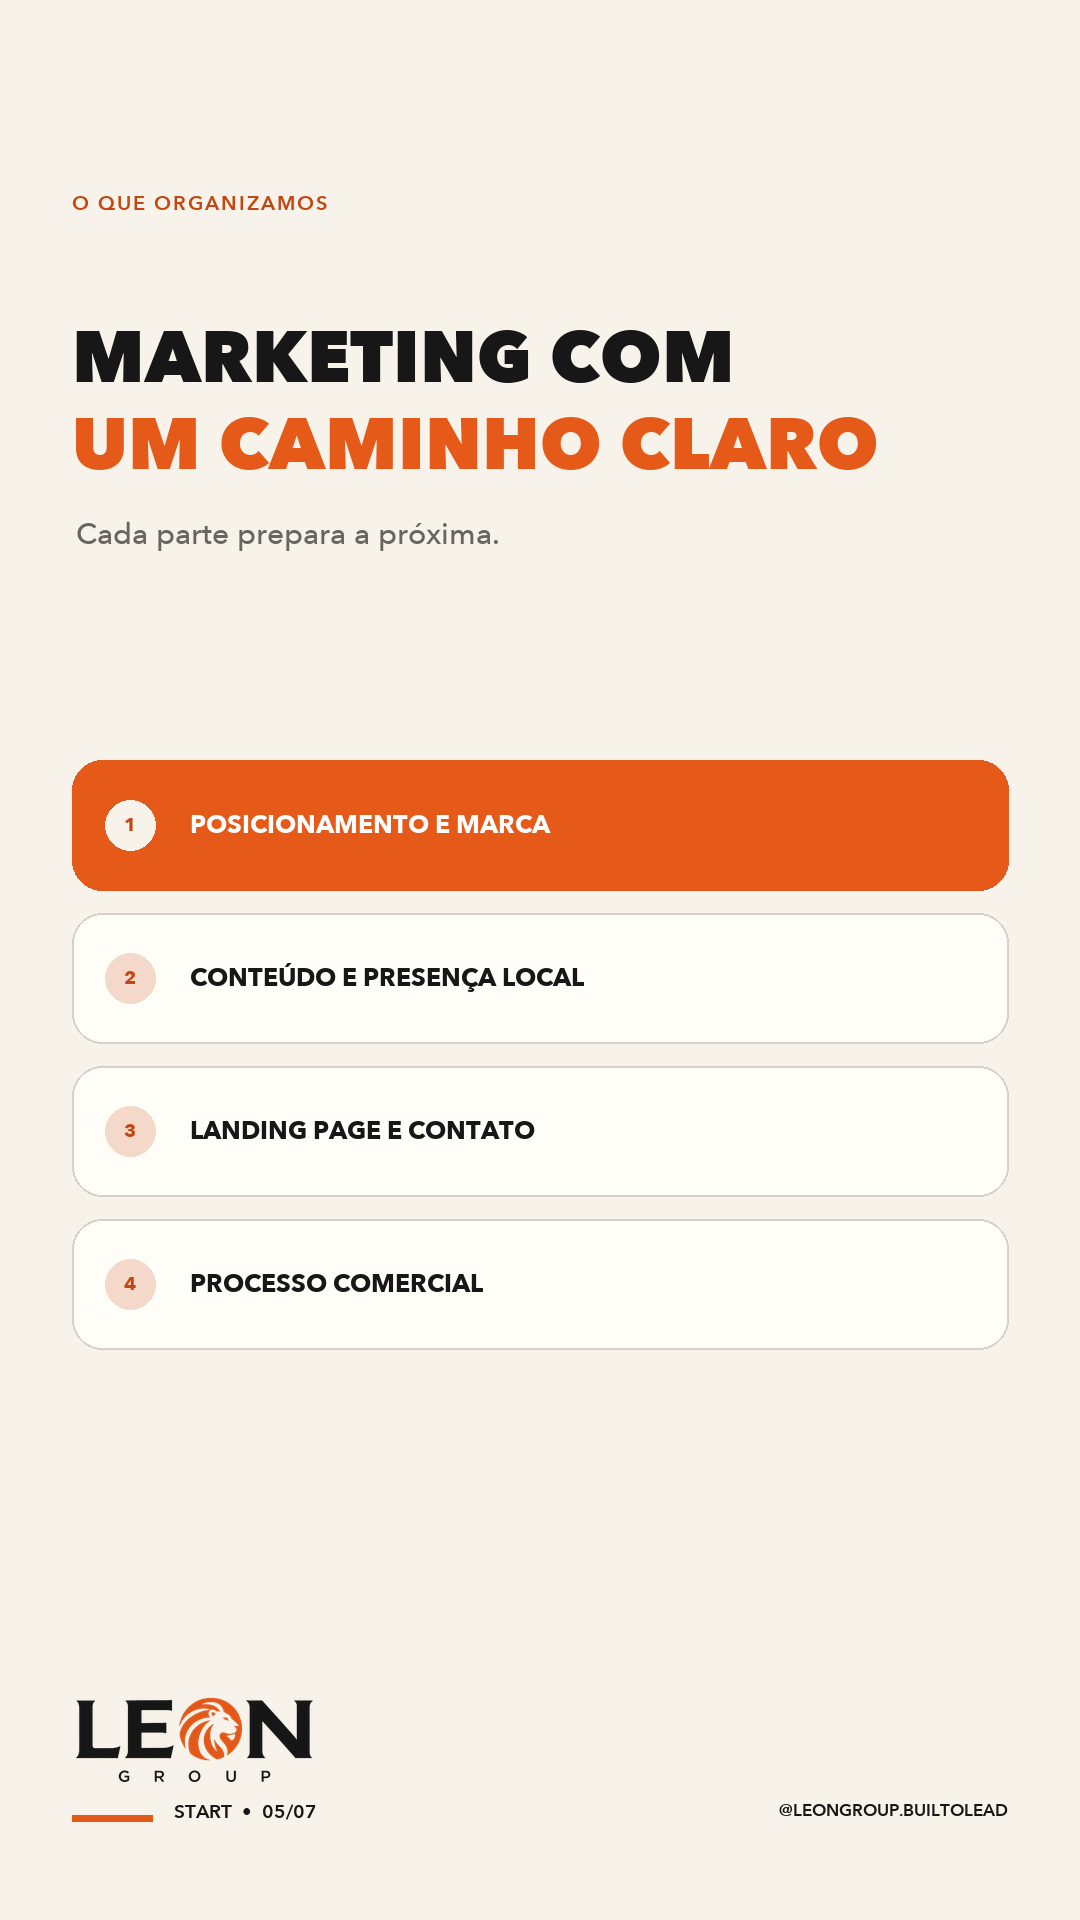 O QUE ORGANIZAMOS
MARKETING COM
UM CAMINHO CLARO
Cada parte prepara a próxima.
1 POSICIONAMENTO E MARCA
2 CONTEÚDO E PRESENÇA LOCAL
3 LANDING PAGE E CONTATO
4 PROCESSO COMERCIAL
LEON
GROUP
START • 05/07
@LEONGROUP.BUILTOLEAD